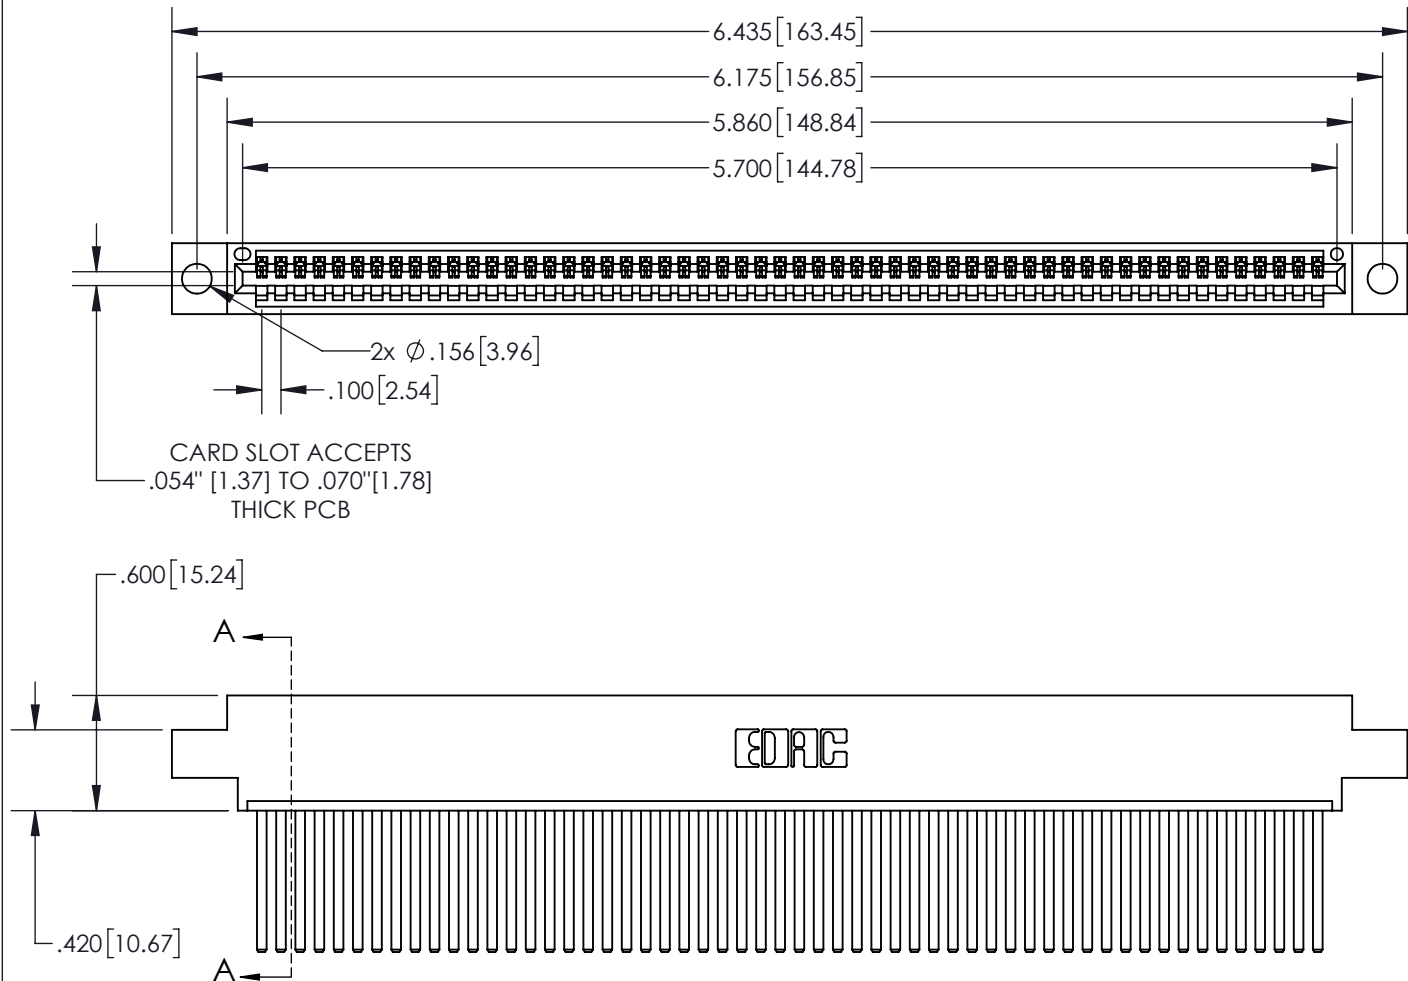 6.435[163.45]
6.175[156.85]
5.860[148.84]
5.700[144.78]
2x Ø.156[3.96]
.100[2.54]
CARD SLOT ACCEPTS
.054" [1.37] TO .070"[1.78]
THICK PCB
.600[15.24]
A
EDAC
.420[10.67]
A